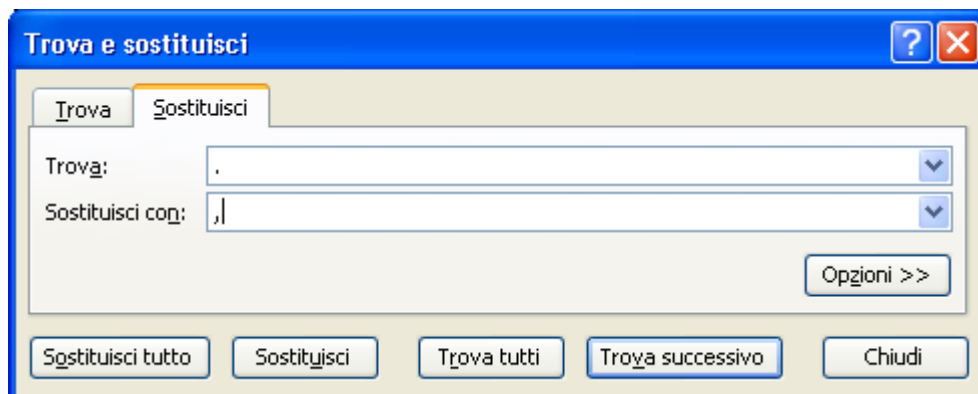 Trova e sostituisci
Trova Sostituisci
Trova: .
Sostituisci con: ,
Opzioni >>
Sostituisci tutto Sostituisci Trova tutti Trova successivo Chiudi